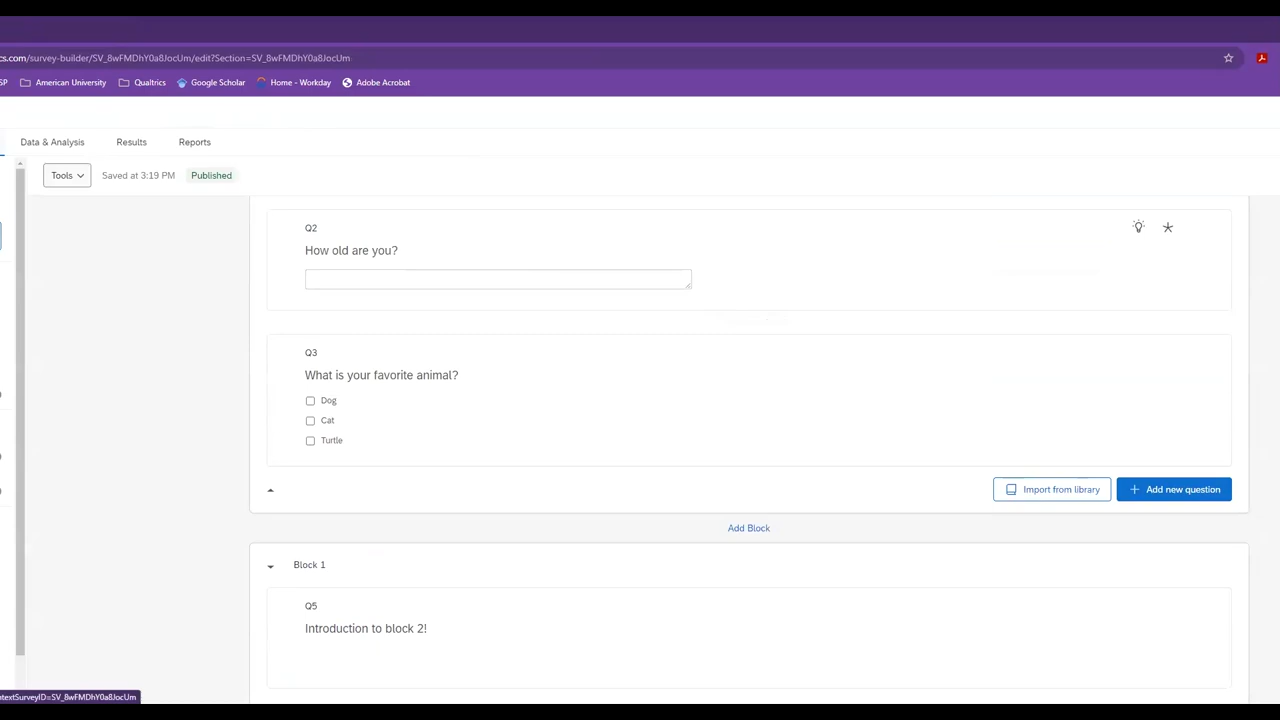 cs.com/survey-builder/SV_8wFMDhY0a8JocUm/edit?Section=SV_8wFMDhY0a8JocUm
SP American University Qualtrics Google Scholar Home - Workday Adobe Acrobat
Data & Analysis Results Reports
Tools Saved at 3:19 PM Published
Q2
How old are you?
Q3
What is your favorite animal?
Dog
Cat
Turtle
Import from library Add new question
Add Block
Block 1
Q5
Introduction to block 2!
ntextSurveyID=SV_8wFMDhY0a8JocUm